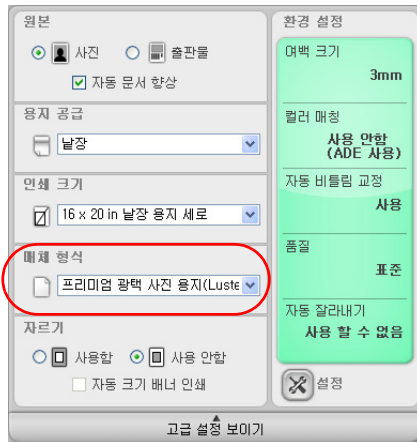 원본
사진 출판물
자동 문서 향상
용지 공급
낱장
인쇄 크기
16 x 20 in 낱장 용지 세로
매체 형식
프리미엄 광택 사진 용지(Luste
자르기
사용함 사용 안함
자동 크기 배너 인쇄
환경 설정
여백 크기
3mm
컬러 매칭
사용 안함
(ADE 사용)
자동 비틀림 교정
사용
품질
표준
자동 잘라내기
사용 할 수 없음
설정
고급 설정 보이기